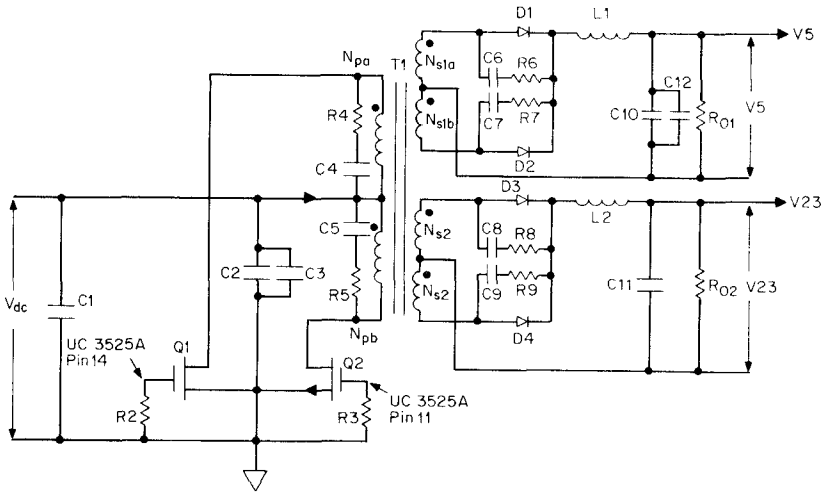 D1
L1
V5
Npa
T1
Ns1a
C6
R6
C12
R4
Ns1b
C7
R7
C10
RO1
V5
C4
D2
D3
V23
C5
L2
Ns2
C8
R8
C2
C3
Vdc
C1
R5
Ns2
C9
R9
C11
RO2
V23
Npb
D4
UC 3525A
Pin14
Q1
Q2
R2
R3
UC 3525A
Pin11